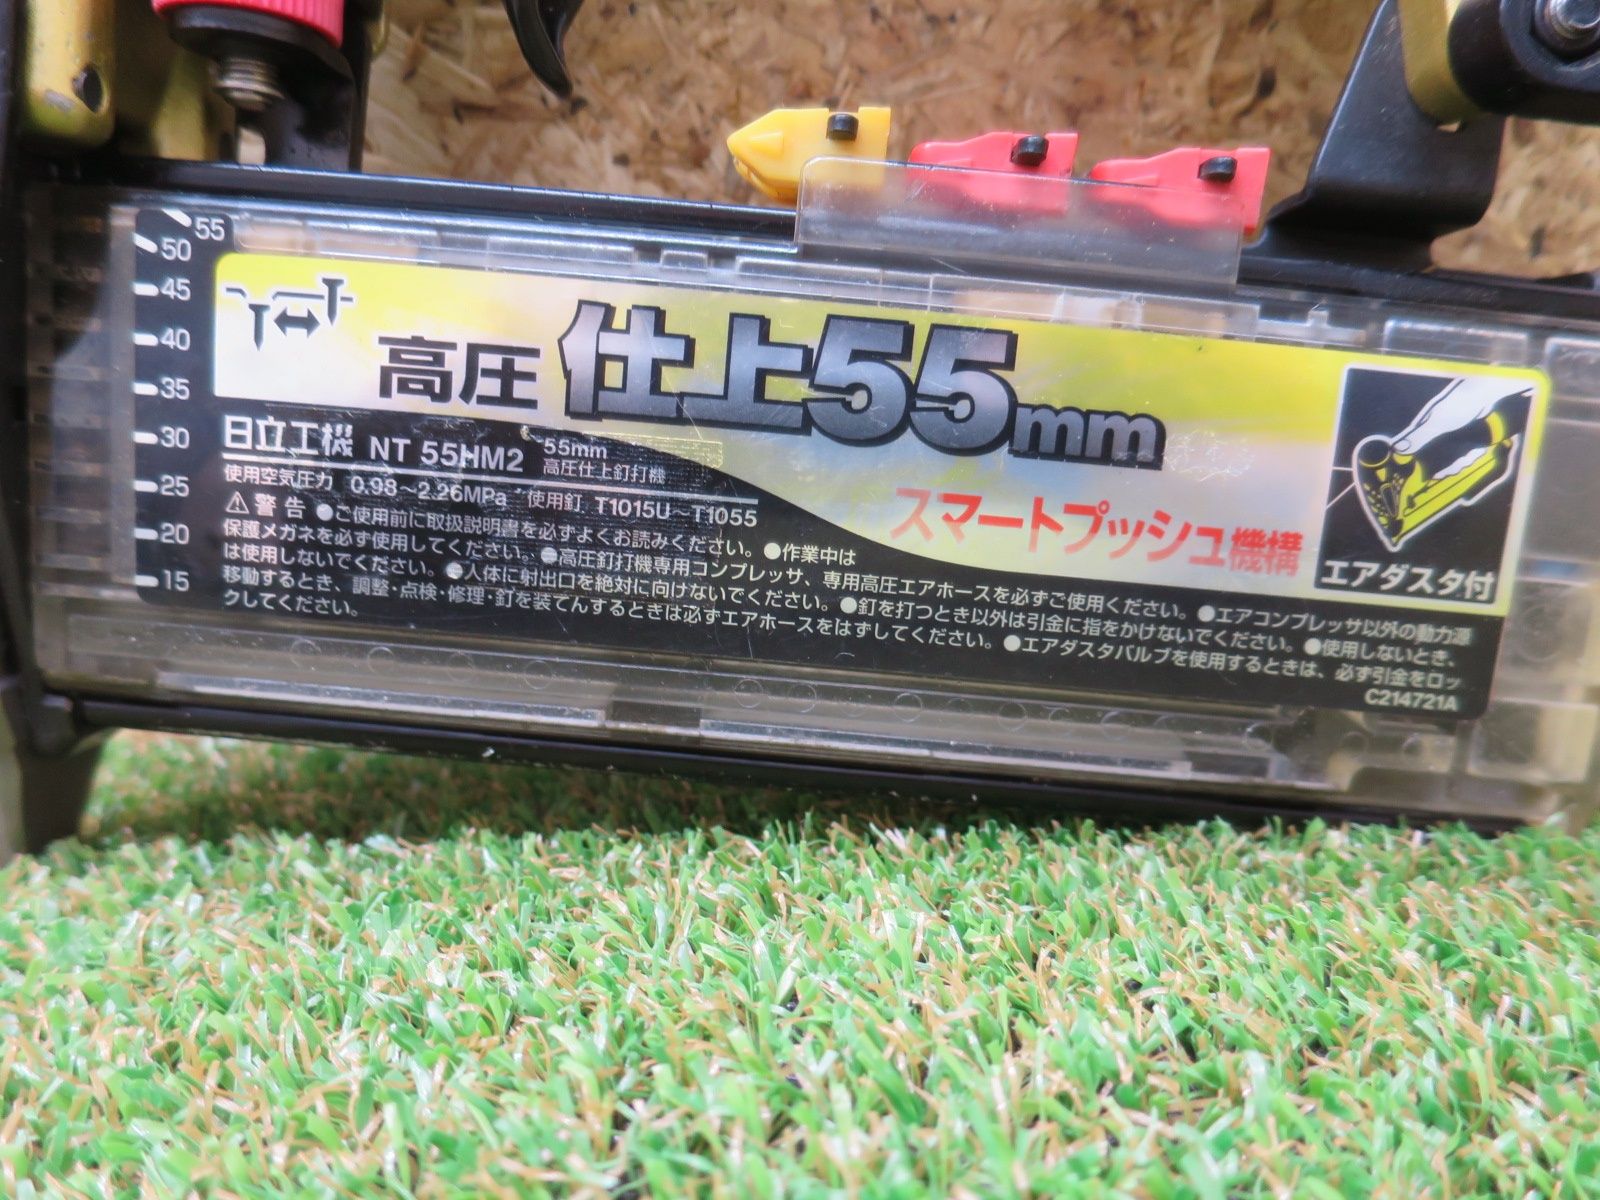 55
50
45
40
35
30
25
20
15
高圧 仕上55mm
スマートプッシュ機構
エアダスタ付
日立工機 NT 55HM2 55mm
高圧仕上釘打機
使用空気圧力 0.98～2.26MPa 使用釘 T1015U～T1055
⚠警告 ●ご使用前に取扱説明書を必ずよくお読みください。●作業中は
保護メガネを必ず使用してください。●高圧釘打機専用コンプレッサ、専用高圧エアホースを必ずご使用ください。●エアコンプレッサ以外の動力源
は使用しないでください。●人体に射出口を絶対に向けないでください。●釘を打つとき以外は引金に指をかけないでください。●使用しないとき、
移動するとき、調整・点検・修理・釘を装てんするときは必ずエアホースをはずしてください。●エアダスタバルブを使用するときは、必ず引金をロッ
クしてください。
C214721A